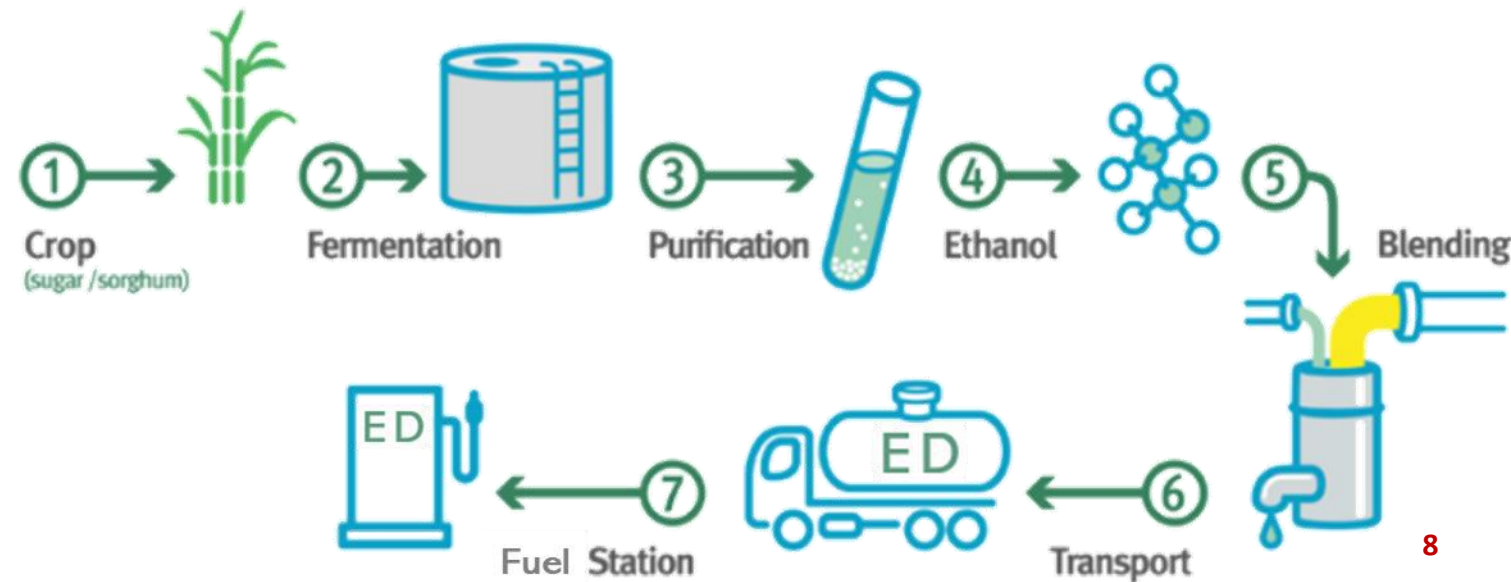 1
Crop
(sugar /sorghum)
2
Fermentation
3
Purification
4
Ethanol
5
Blending
6
Transport
ED
7
Fuel Station
ED
8